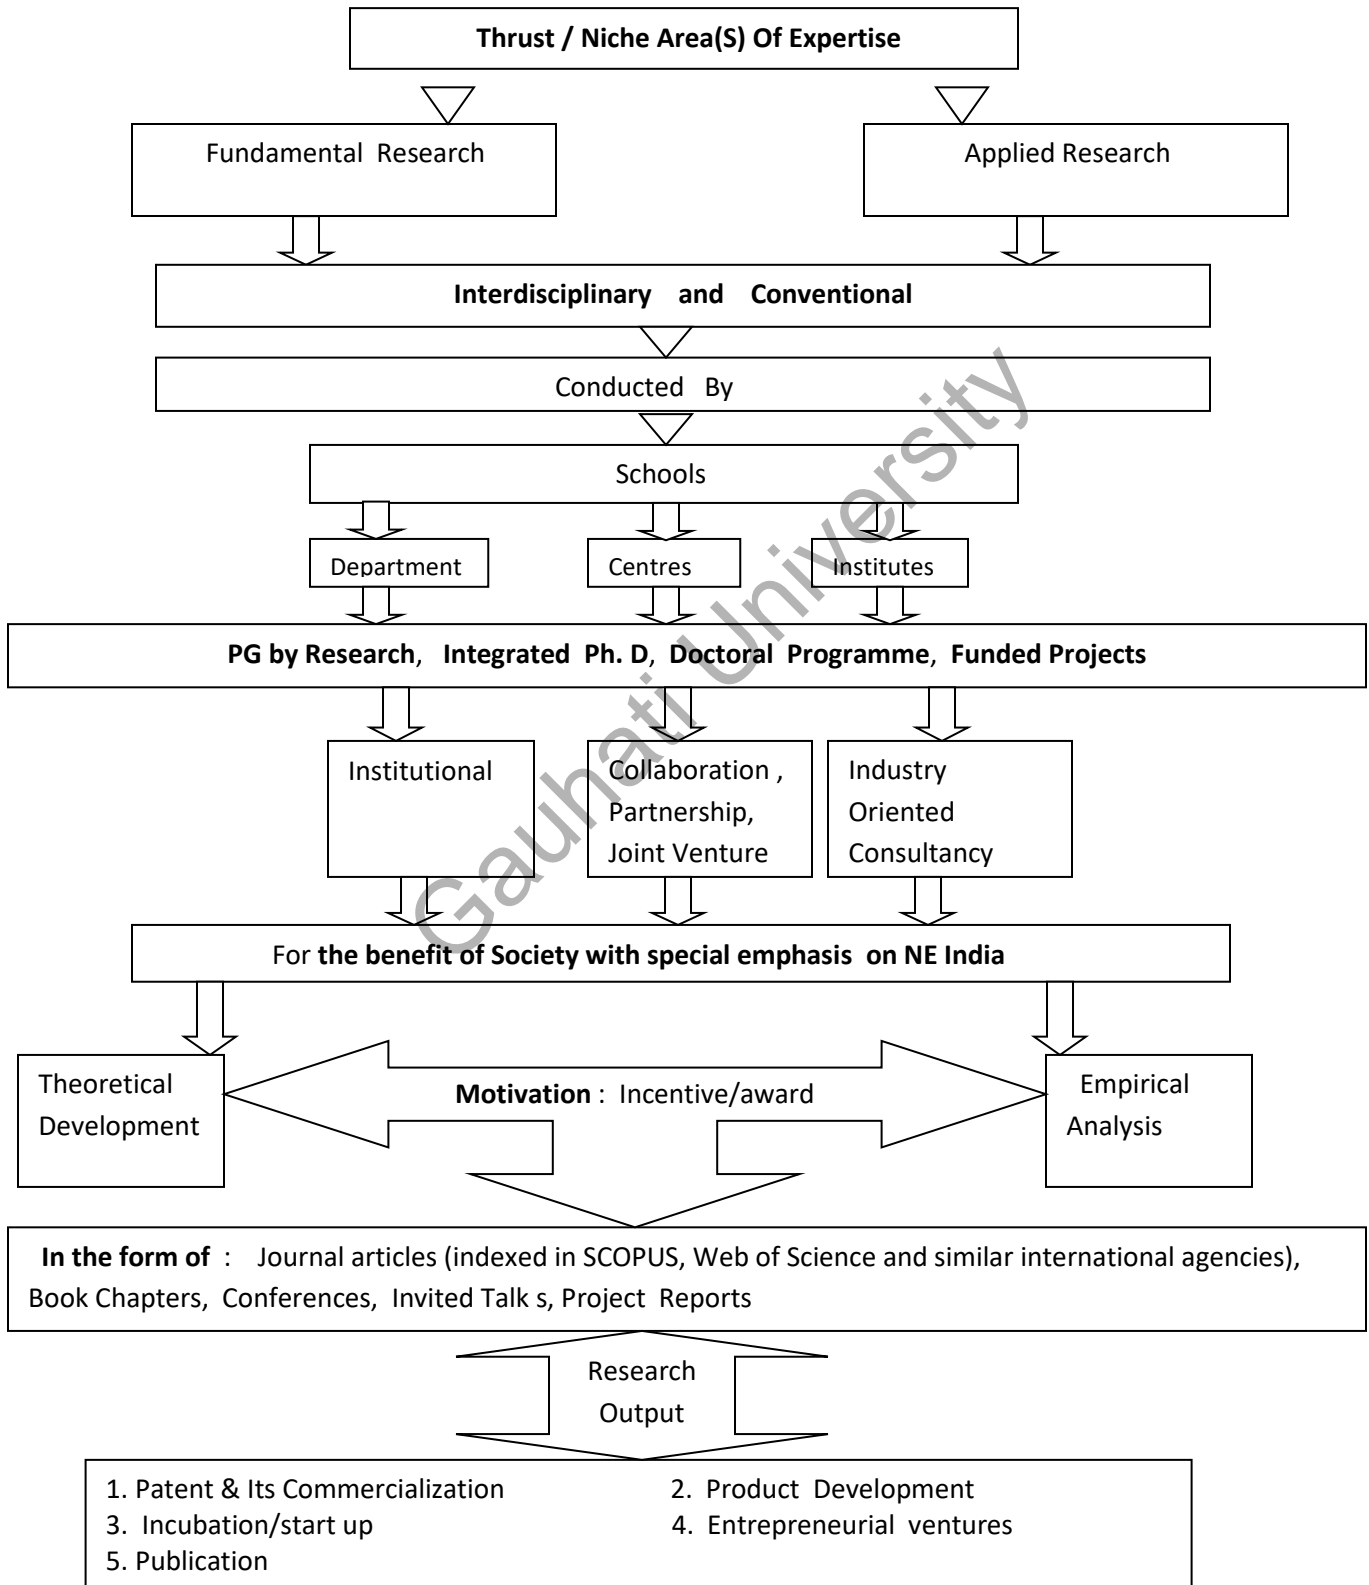 Thrust / Niche Area(S) Of Expertise
Fundamental Research
Applied Research
Interdisciplinary and Conventional
Conducted By
Schools
Department
Centres
Institutes
PG by Research, Integrated Ph. D, Doctoral Programme, Funded Projects
Institutional
Collaboration ,
Partnership,
Joint Venture
Industry
Oriented
Consultancy
For the benefit of Society with special emphasis on NE India
Theoretical
Development
Motivation : Incentive/award
Empirical
Analysis
In the form of : Journal articles (indexed in SCOPUS, Web of Science and similar international agencies),
Book Chapters, Conferences, Invited Talk s, Project Reports
Research
Output
1. Patent & Its Commercialization 2. Product Development
3. Incubation/start up 4. Entrepreneurial ventures
5. Publication
Gauhati University